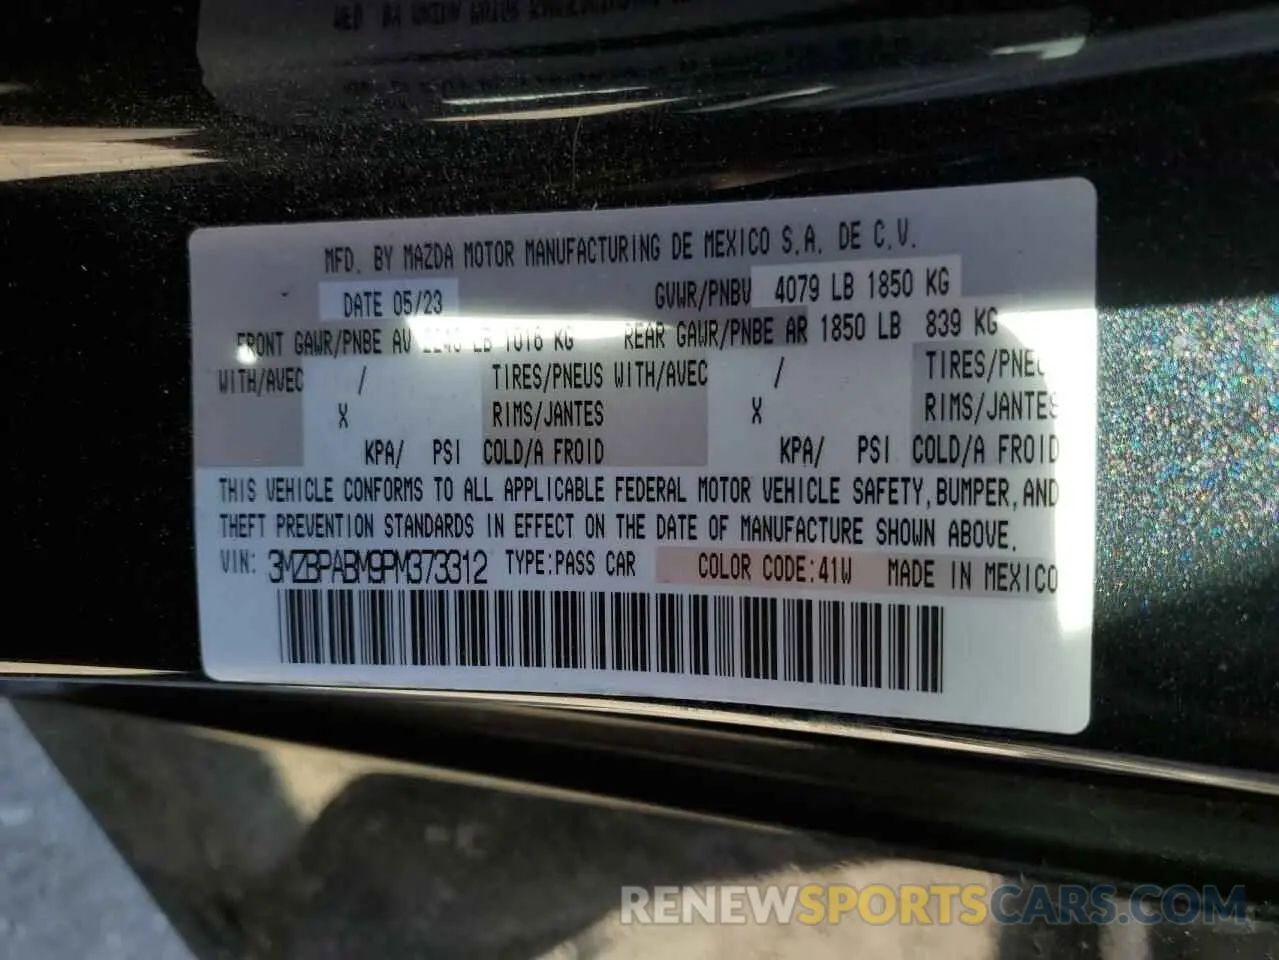 MFD. BY MAZDA MOTOR MANUFACTURING DE MEXICO S.A. DE C.V.
DATE 05/23 GVWR/PNBV 4079 LB 1850 KG
FRONT GAWR/PNBE AV 2240 LB 1016 KG REAR GAWR/PNBE AR 1850 LB 839 KG
WITH/AVEC / TIRES/PNEUS WITH/AVEC / TIRES/PNEU
X RIMS/JANTES X RIMS/JANTES
KPA/ PSI COLD/A FROID KPA/ PSI COLD/A FROID
THIS VEHICLE CONFORMS TO ALL APPLICABLE FEDERAL MOTOR VEHICLE SAFETY, BUMPER, AND
THEFT PREVENTION STANDARDS IN EFFECT ON THE DATE OF MANUFACTURE SHOWN ABOVE.
VIN: 3MZBPABM9PM373312 TYPE:PASS CAR COLOR CODE:41W MADE IN MEXICO
RENEWSPORTSCARS.COM